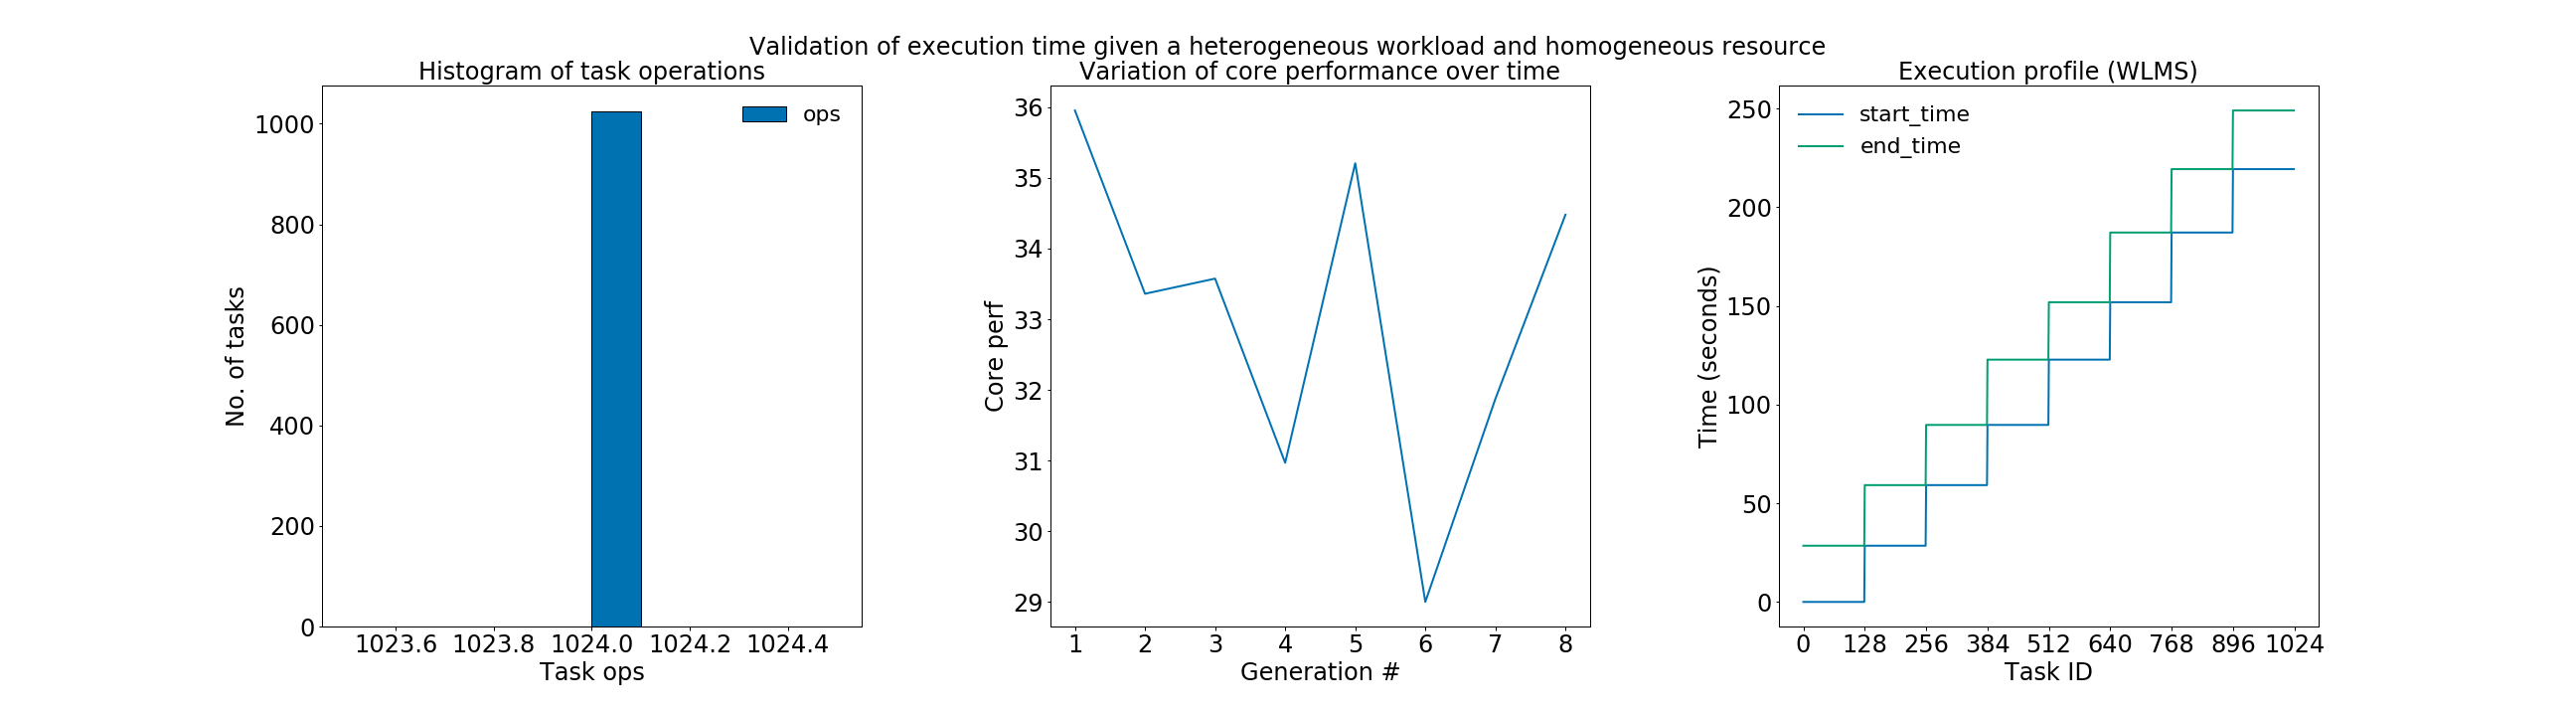 Validation of execution time given a heterogeneous workload and homogeneous resource
Histogram of task operations
ops
1000
800
600
400
200
0
No. of tasks
1023.6 1023.8 1024.0 1024.2 1024.4
Task ops
Variation of core performance over time
36
35
34
33
32
31
30
29
Core perf
1 2 3 4 5 6 7 8
Generation #
Execution profile (WLMS)
start_time
end_time
250
200
150
100
50
0
Time (seconds)
0 128 256 384 512 640 768 896 1024
Task ID